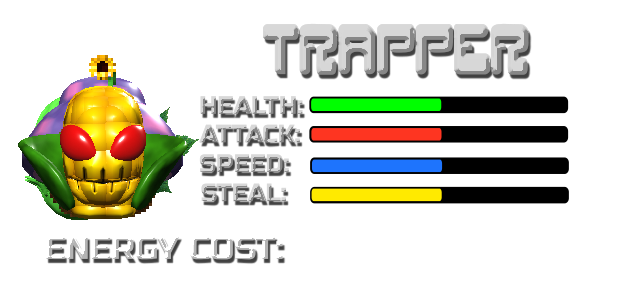 TRAPPER
HEALTH:
ATTACK:
SPEED:
STEAL:
ENERGY COST: